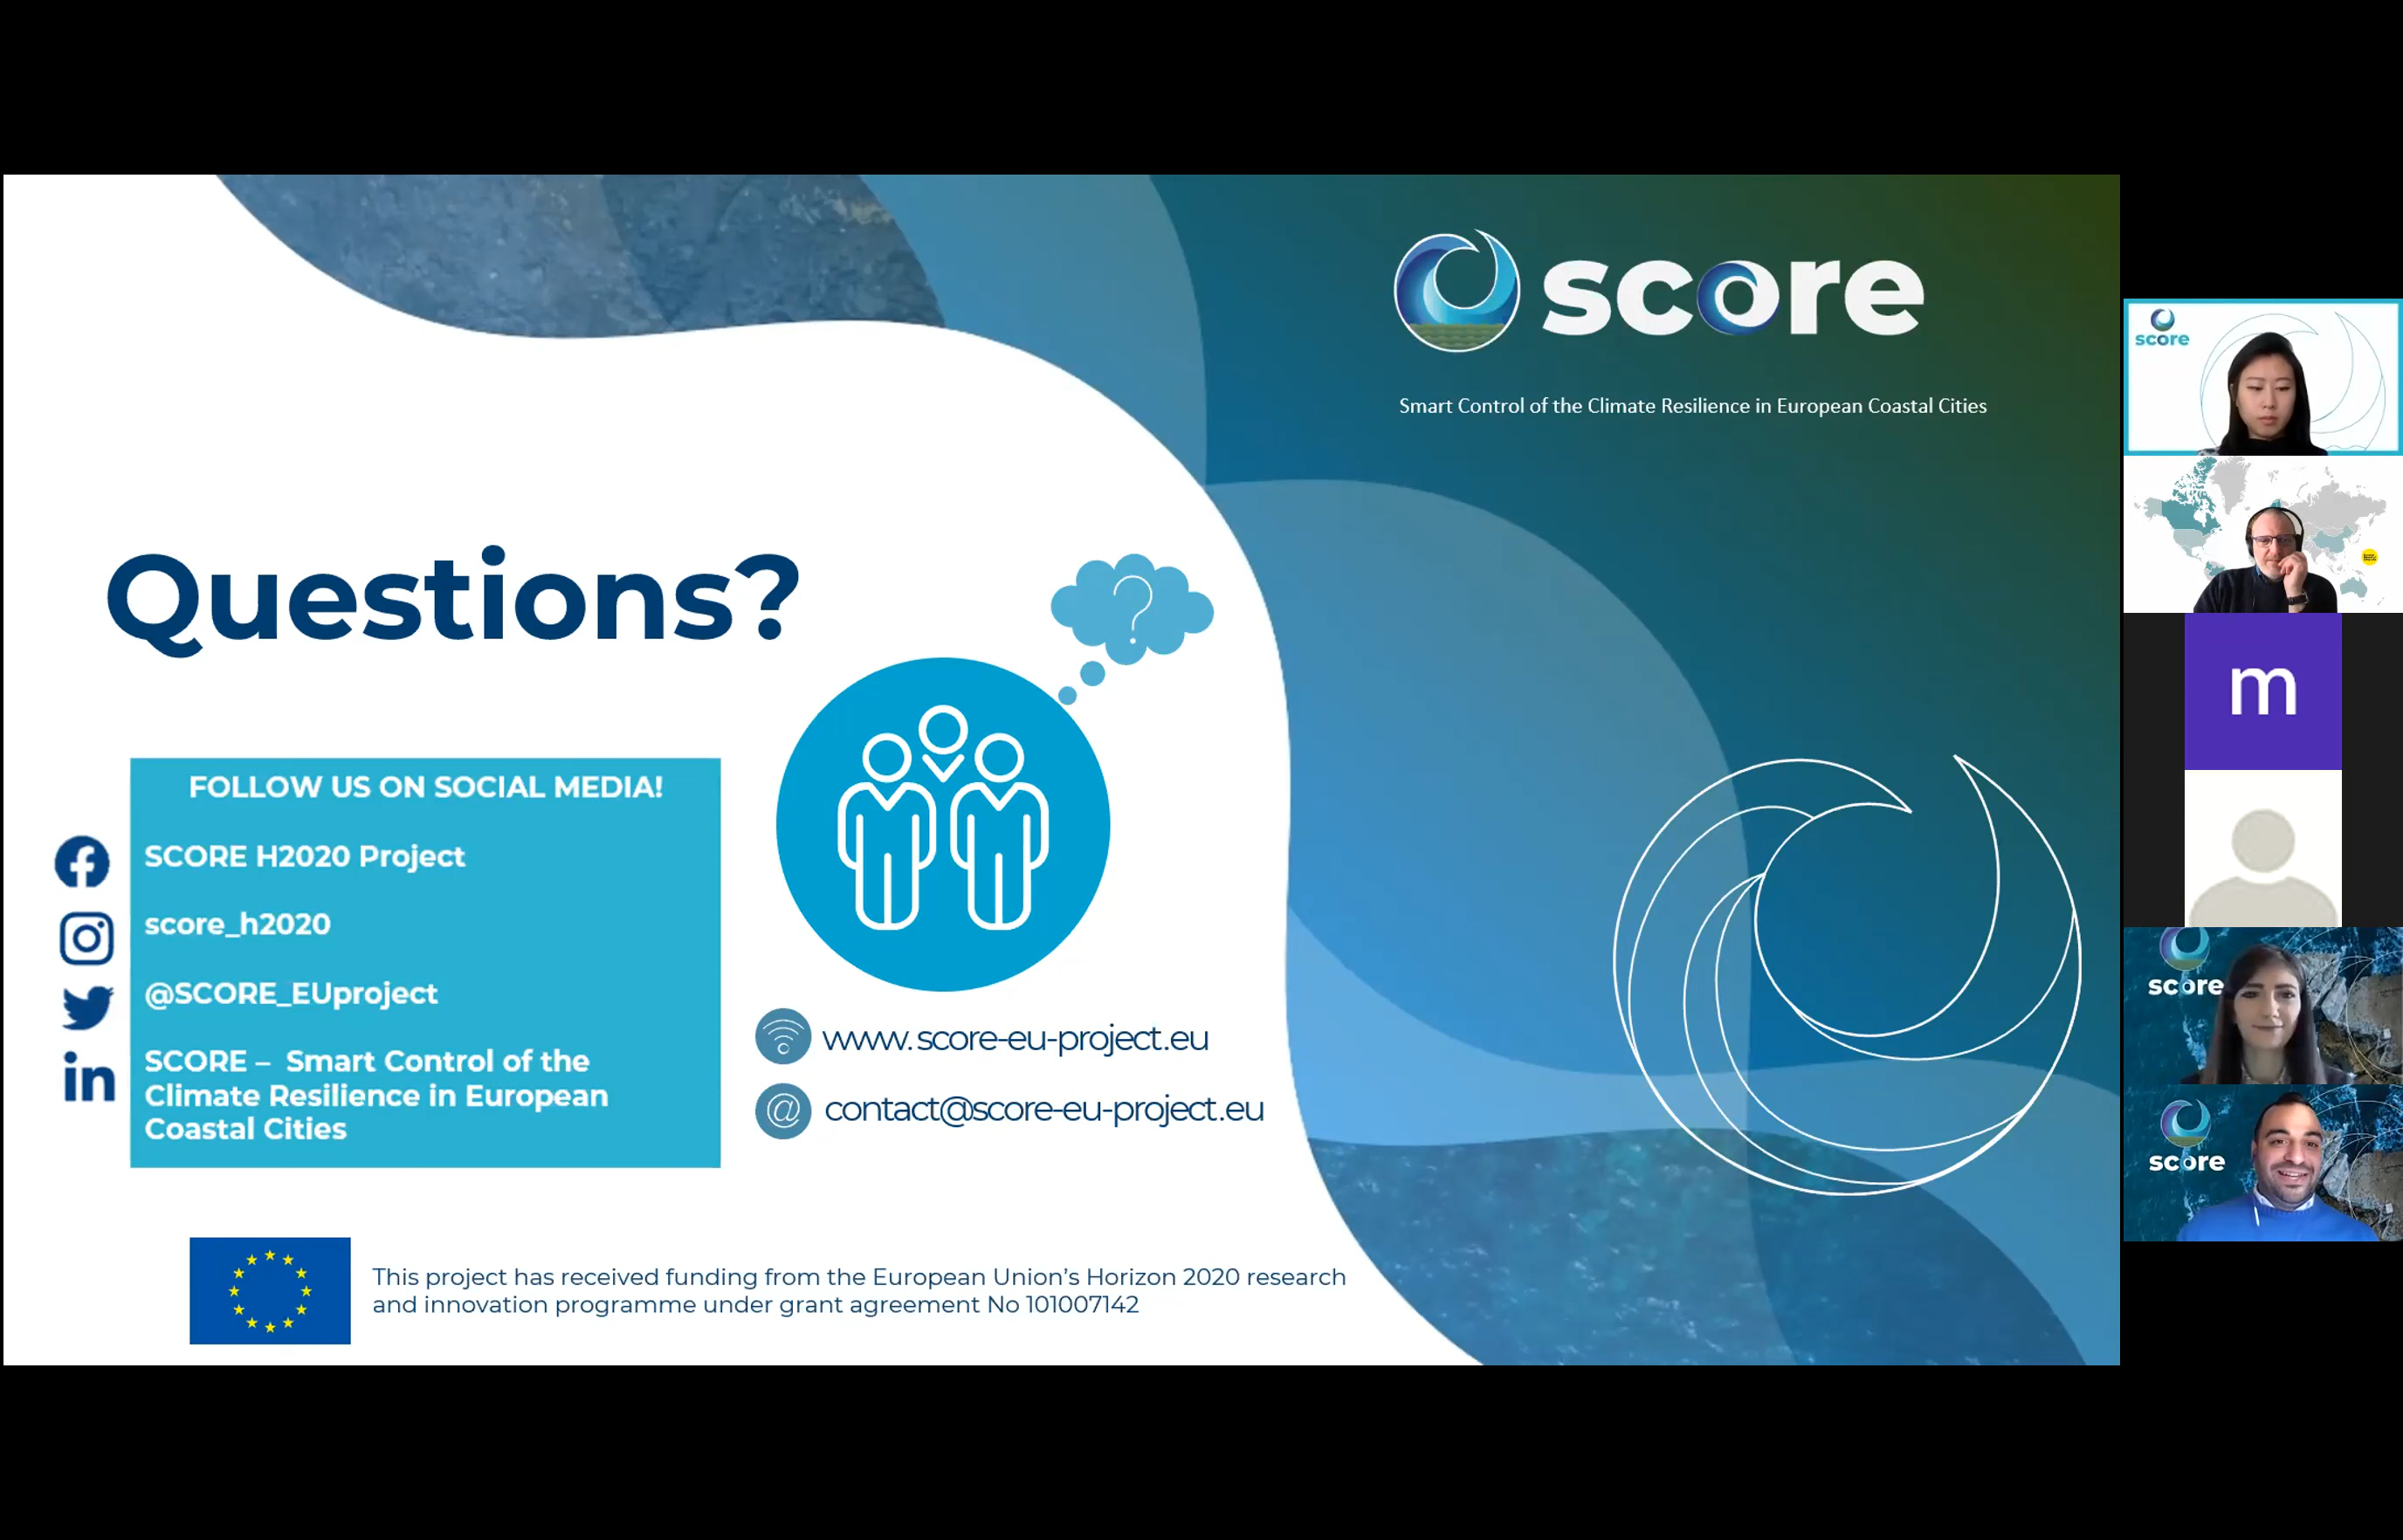 score
Smart Control of the Climate Resilience in European Coastal Cities
Questions?
?
FOLLOW US ON SOCIAL MEDIA!
SCORE H2020 Project
score_h2020
@SCORE_EUproject
SCORE – Smart Control of the
Climate Resilience in European
Coastal Cities
www.score-eu-project.eu
contact@score-eu-project.eu
This project has received funding from the European Union's Horizon 2020 research
and innovation programme under grant agreement No 101007142
score
m
score
score